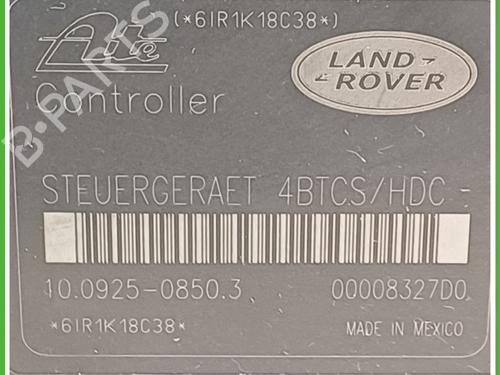 (*6IR1K18C38*)
Ate
LAND
ROVER
Controller
B-PARTS
STEUERGERAET 4BTCS/HDC
10.0925-0850.3 00008327D0
*6IR1K18C38* MADE IN MEXICO